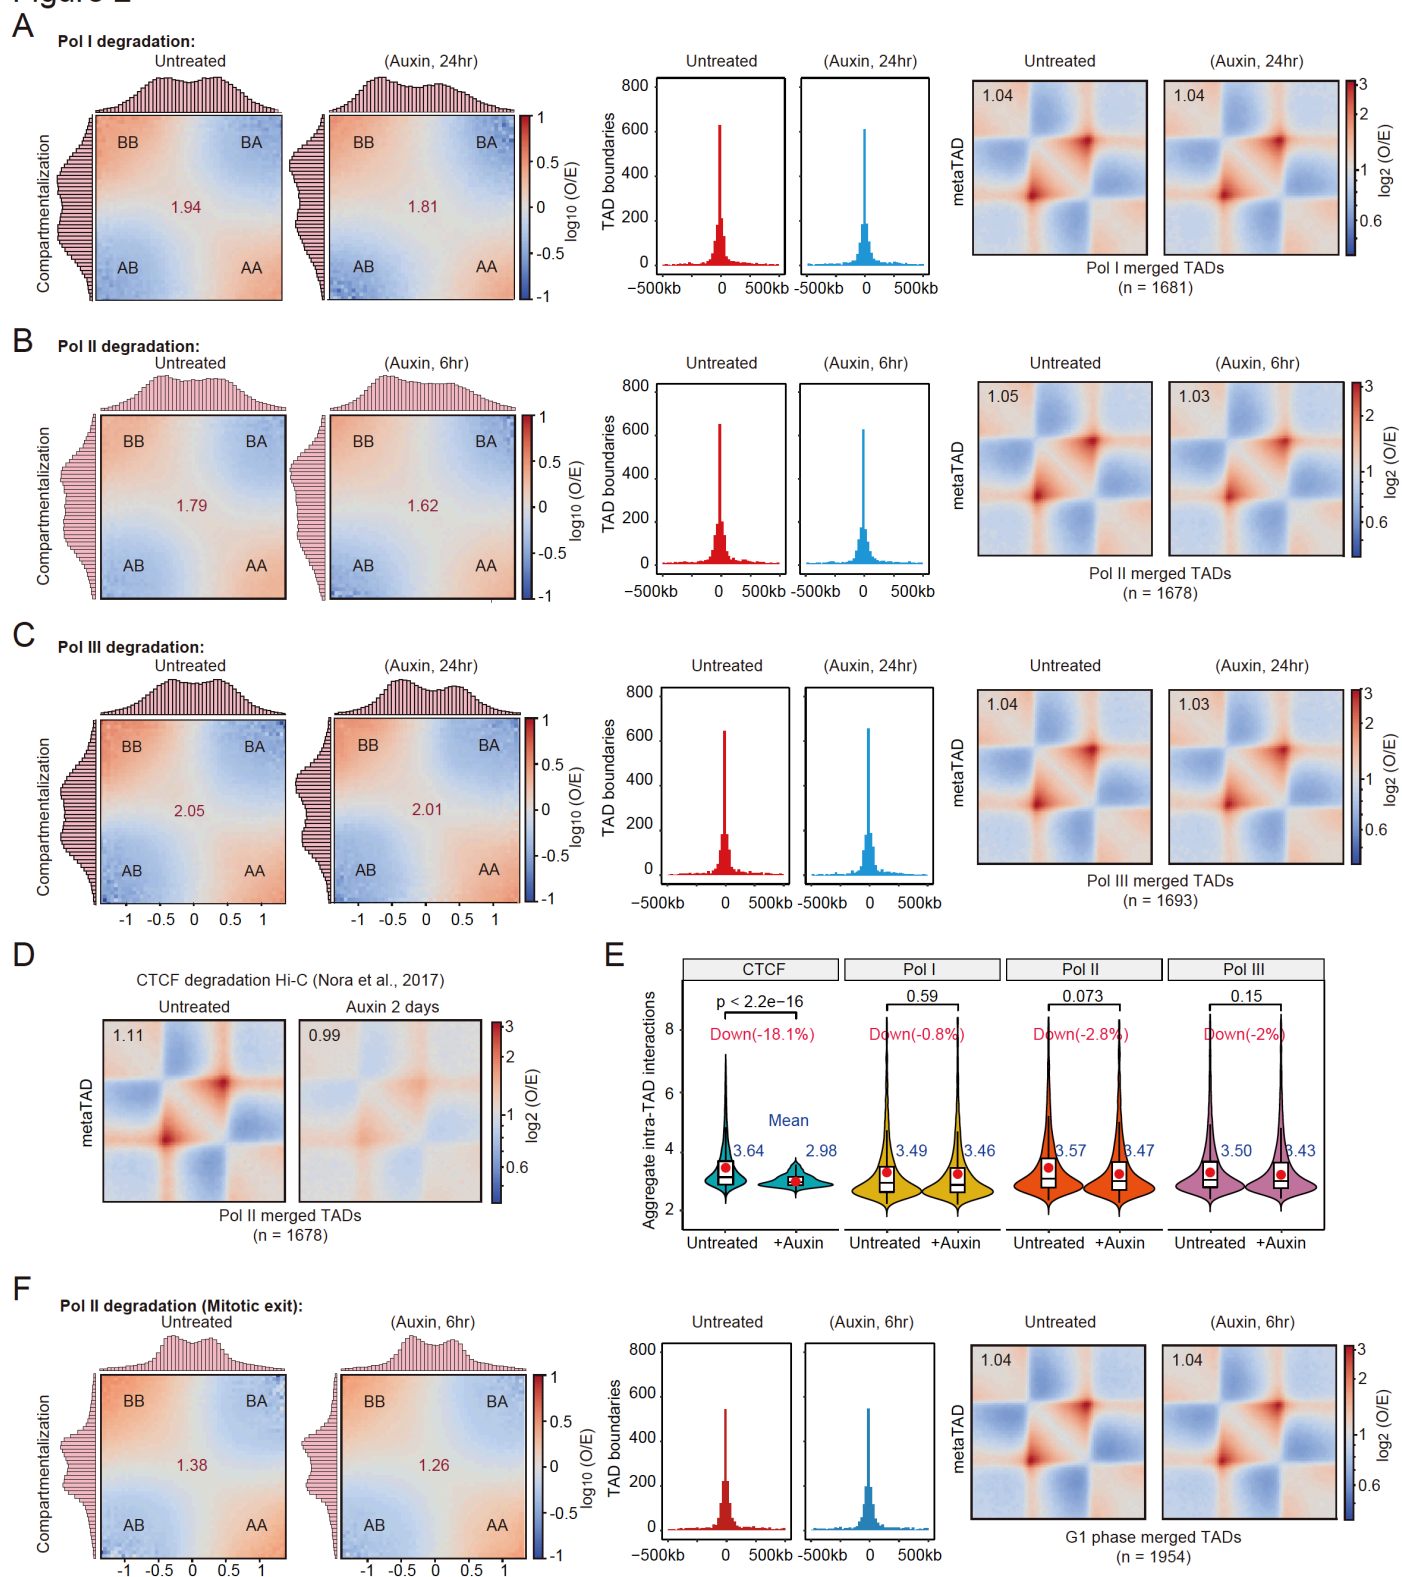 A
Pol I degradation:
Untreated
(Auxin, 24hr)
Untreated
(Auxin, 24hr)
Untreated
(Auxin, 24hr)
Compartmentalization
BB
BA
1.94
AB
AA
BB
BA
1.81
AB
AA
1
0.5
0
-0.5
-1
log10 (O/E)
TAD boundaries
800
600
400
200
0
−500kb
0
500kb
−500kb
0
500kb
metaTAD
1.04
1.04
3
2
1
0.6
log2 (O/E)
Pol I merged TADs
(n = 1681)
B
Pol II degradation:
Untreated
(Auxin, 6hr)
Untreated
(Auxin, 6hr)
Untreated
(Auxin, 6hr)
Compartmentalization
BB
BA
1.79
AB
AA
BB
BA
1.62
AB
AA
1
0.5
0
-0.5
-1
log10 (O/E)
TAD boundaries
800
600
400
200
0
−500kb
0
500kb
−500kb
0
500kb
metaTAD
1.05
1.03
3
2
1
0.6
log2 (O/E)
Pol II merged TADs
(n = 1678)
C
Pol III degradation:
Untreated
(Auxin, 24hr)
Untreated
(Auxin, 24hr)
Untreated
(Auxin, 24hr)
Compartmentalization
BB
BA
2.05
AB
AA
-1 -0.5 0 0.5 1
BB
BA
2.01
AB
AA
-1 -0.5 0 0.5 1
1
0.5
0
-0.5
-1
log10 (O/E)
TAD boundaries
800
600
400
200
0
−500kb
0
500kb
−500kb
0
500kb
metaTAD
1.04
1.03
3
2
1
0.6
log2 (O/E)
Pol III merged TADs
(n = 1693)
D
CTCF degradation Hi-C (Nora et al., 2017)
Untreated
Auxin 2 days
metaTAD
1.11
0.99
3
2
1
0.6
log2 (O/E)
Pol II merged TADs
(n = 1678)
E
CTCF
Pol I
Pol II
Pol III
Aggregate intra-TAD interactions
8
6
4
2
p < 2.2e−16
0.59
0.073
0.15
Down(-18.1%)
Down(-0.8%)
Down(-2.8%)
Down(-2%)
Mean
3.64
2.98
3.49
3.46
3.57
3.47
3.50
3.43
Untreated
+Auxin
Untreated
+Auxin
Untreated
+Auxin
Untreated
+Auxin
F
Pol II degradation (Mitotic exit):
Untreated
(Auxin, 6hr)
Untreated
(Auxin, 6hr)
Untreated
(Auxin, 6hr)
Compartmentalization
BB
BA
1.38
AB
AA
-1 -0.5 0 0.5 1
BB
BA
1.26
AB
AA
-1 -0.5 0 0.5 1
1
0.5
0
-0.5
-1
log10 (O/E)
TAD boundaries
800
600
400
200
0
−500kb
0
500kb
−500kb
0
500kb
metaTAD
1.04
1.04
3
2
1
0.6
log2 (O/E)
G1 phase merged TADs
(n = 1954)